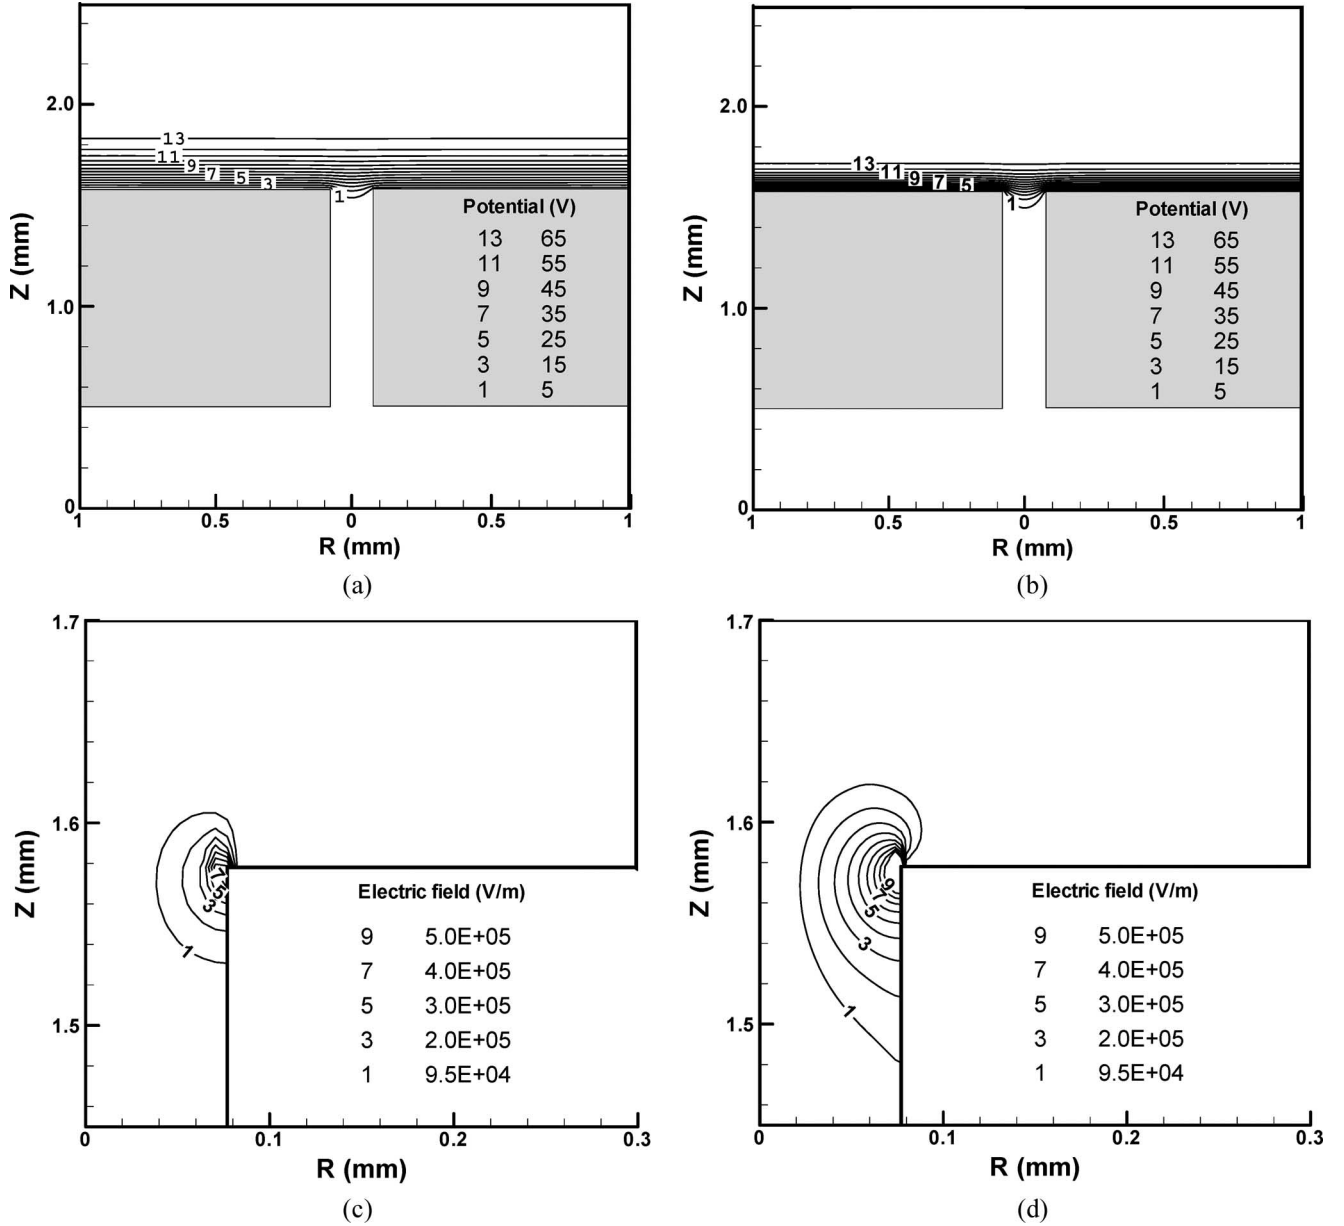 2.0
13
11
9
7
5
3
1
Potential (V)
13 65
11 55
9 45
7 35
5 25
3 15
1 5
1.0
0
1 0.5 0 0.5 1
Z (mm)
R (mm)
(a)
2.0
13
11
9
7
5
1
Potential (V)
13 65
11 55
9 45
7 35
5 25
3 15
1 5
1.0
0
1 0.5 0 0.5 1
Z (mm)
R (mm)
(b)
1.7
1.6
7
5
3
1
Electric field (V/m)
9 5.0E+05
7 4.0E+05
5 3.0E+05
3 2.0E+05
1 9.5E+04
1.5
0 0.1 0.2 0.3
Z (mm)
R (mm)
(c)
1.7
1.6
9
7
5
3
1
Electric field (V/m)
9 5.0E+05
7 4.0E+05
5 3.0E+05
3 2.0E+05
1 9.5E+04
1.5
0 0.1 0.2 0.3
Z (mm)
R (mm)
(d)